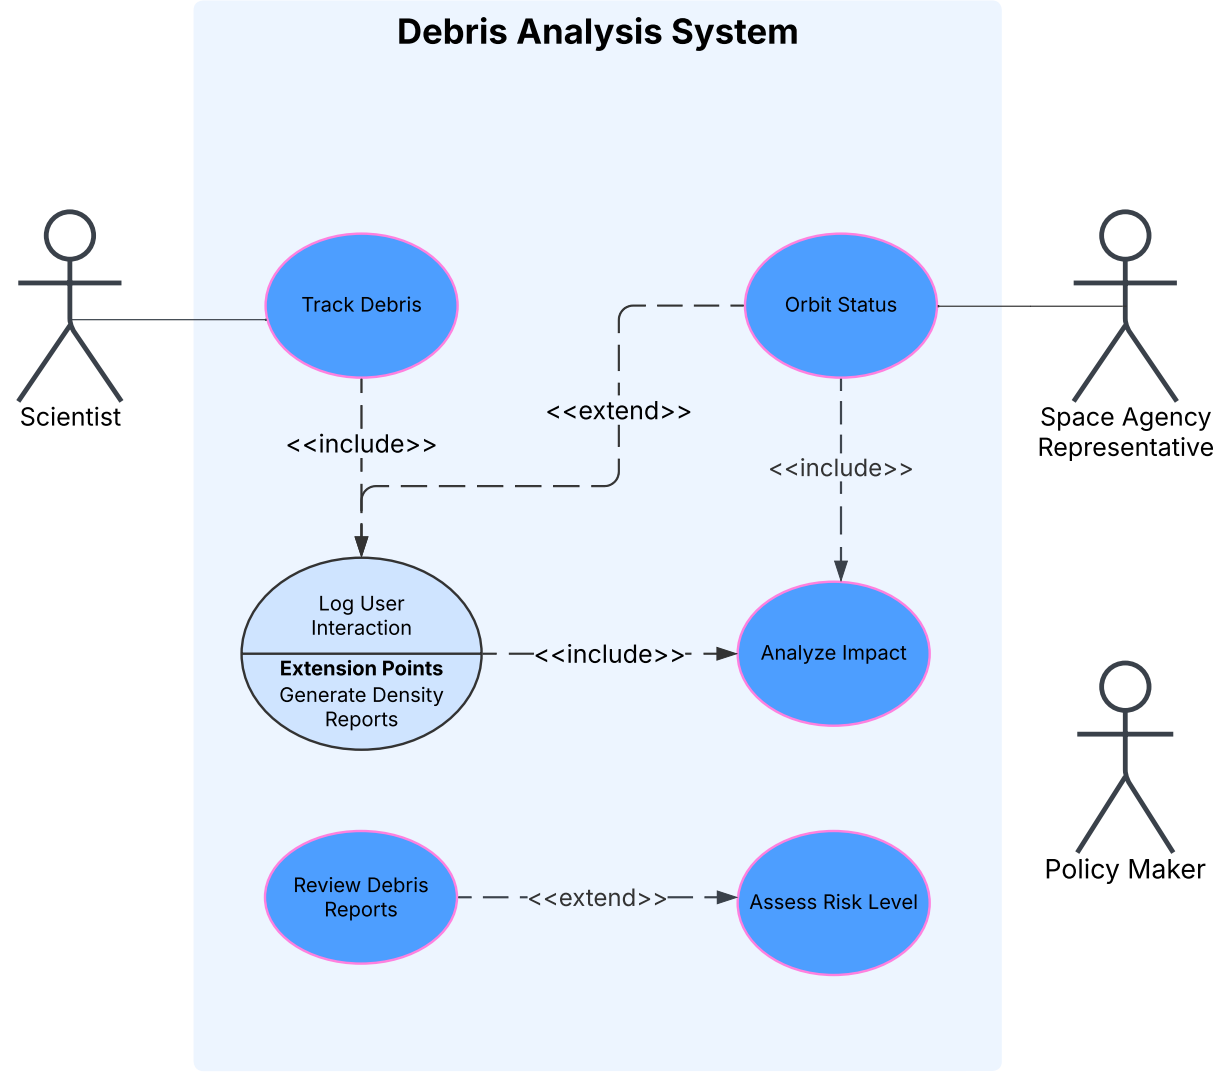 Debris Analysis System
Track Debris
Orbit Status
<<extend>>
Scientist
Space Agency
Representative
<<include>>
<<include>>
Log User
Interaction
Extension Points
Generate Density
Reports
<<include>>
Analyze Impact
Policy Maker
Review Debris
Reports
<<extend>>
Assess Risk Level